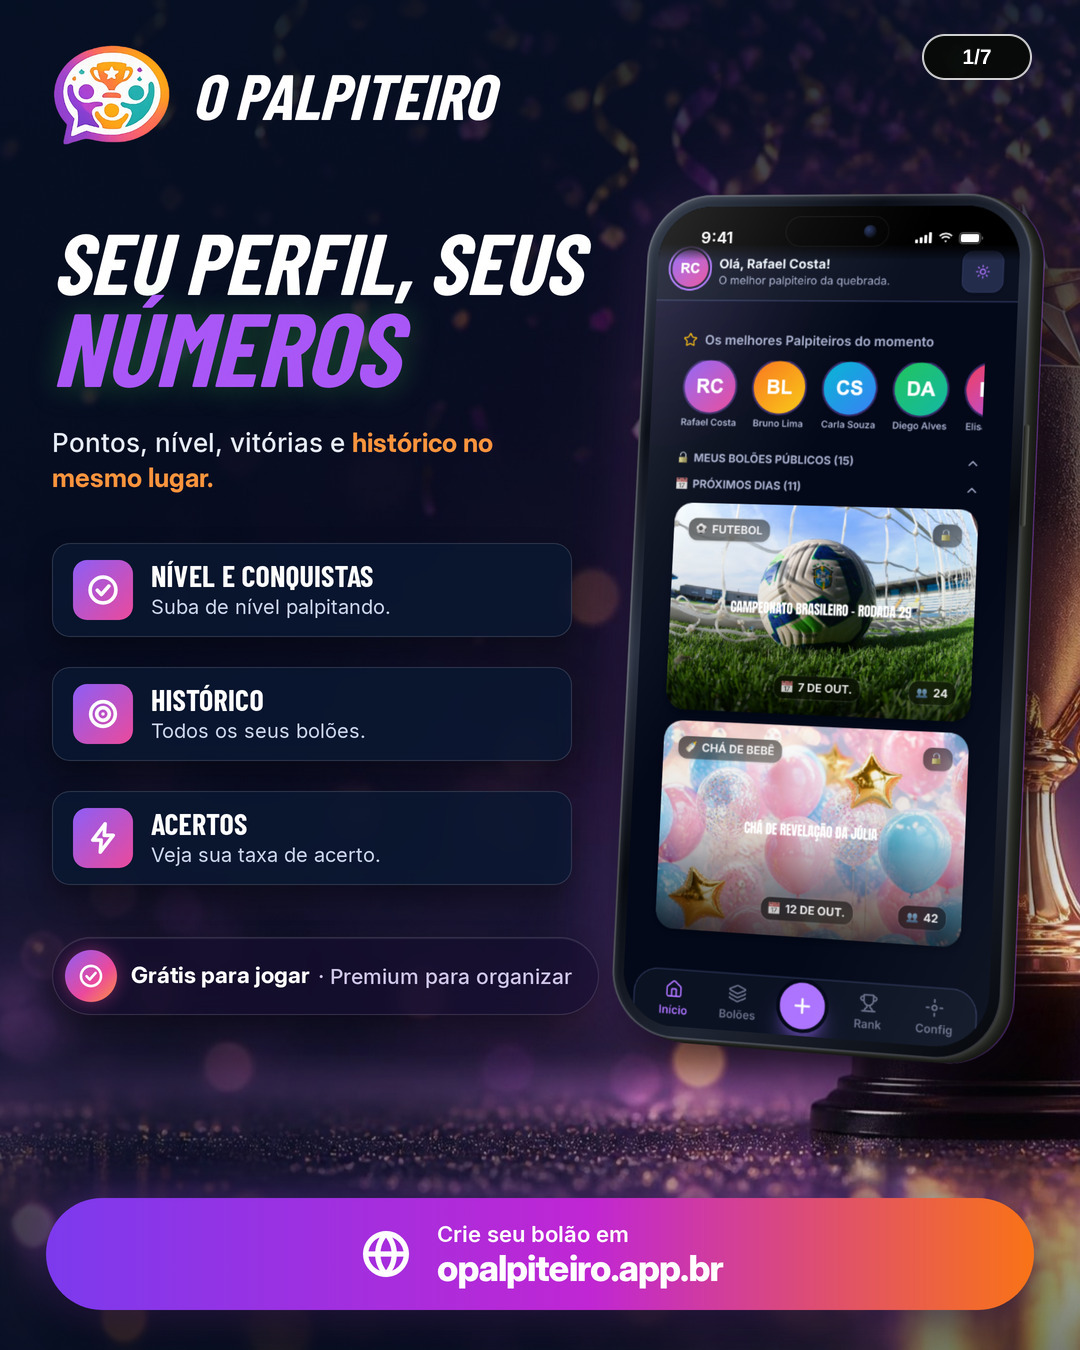 O PALPITEIRO
1/7
SEU PERFIL, SEUS
NÚMEROS
Pontos, nível, vitórias e histórico no
mesmo lugar.
NÍVEL E CONQUISTAS
Suba de nível palpitando.
HISTÓRICO
Todos os seus bolões.
ACERTOS
Veja sua taxa de acerto.
Grátis para jogar · Premium para organizar
9:41
RC
Olá, Rafael Costa!
O melhor palpiteiro da quebrada.
Os melhores Palpiteiros do momento
RC BL CS DA
Rafael Costa Bruno Lima Carla Souza Diego Alves Elis
MEUS BOLÕES PÚBLICOS (15)
PRÓXIMOS DIAS (11)
FUTEBOL
CAMPEONATO BRASILEIRO - RODADA 29
7 DE OUT.
24
CHÁ DE BEBÊ
CHÁ DE REVELAÇÃO DA JÚLIA
12 DE OUT.
42
Início Bolões + Rank Config
Crie seu bolão em
opalpiteiro.app.br